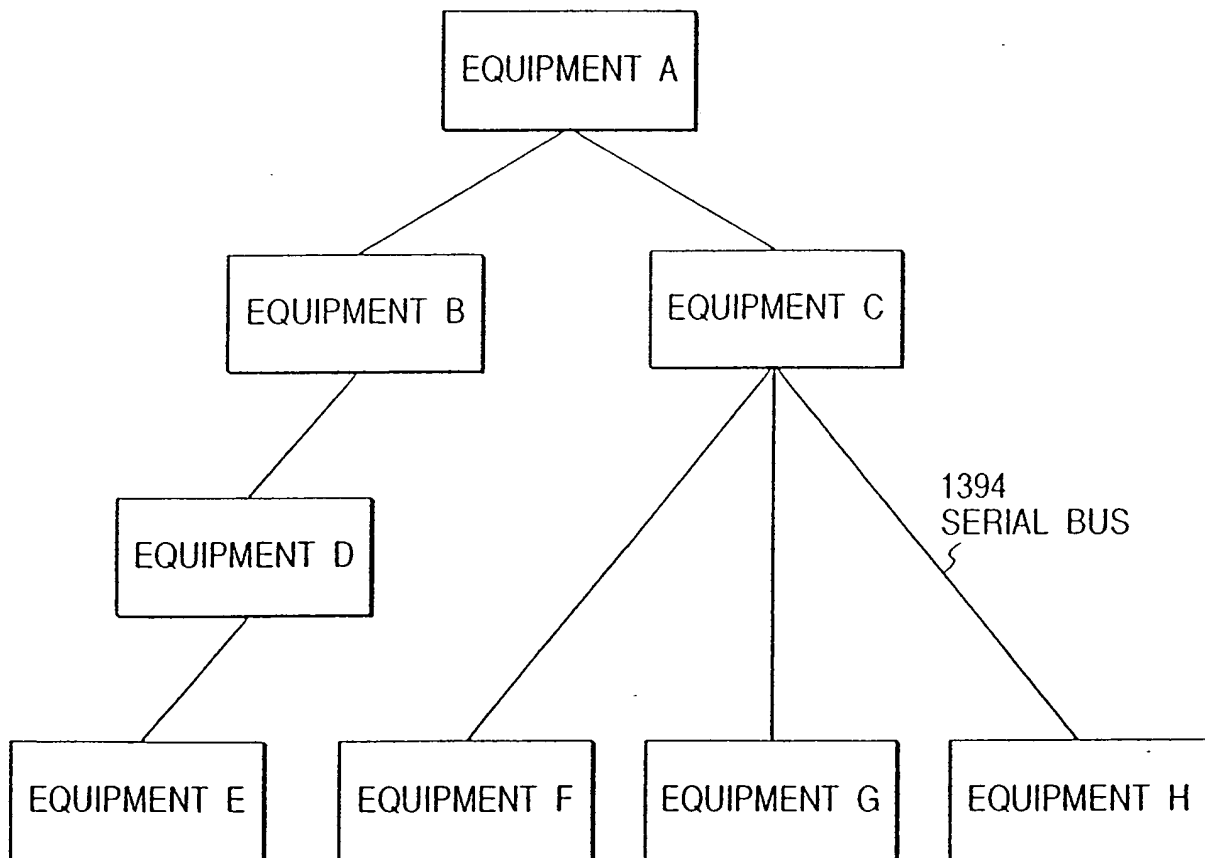 EQUIPMENT A
EQUIPMENT B
EQUIPMENT C
1394
SERIAL BUS
EQUIPMENT D
EQUIPMENT E
EQUIPMENT F
EQUIPMENT G
EQUIPMENT H